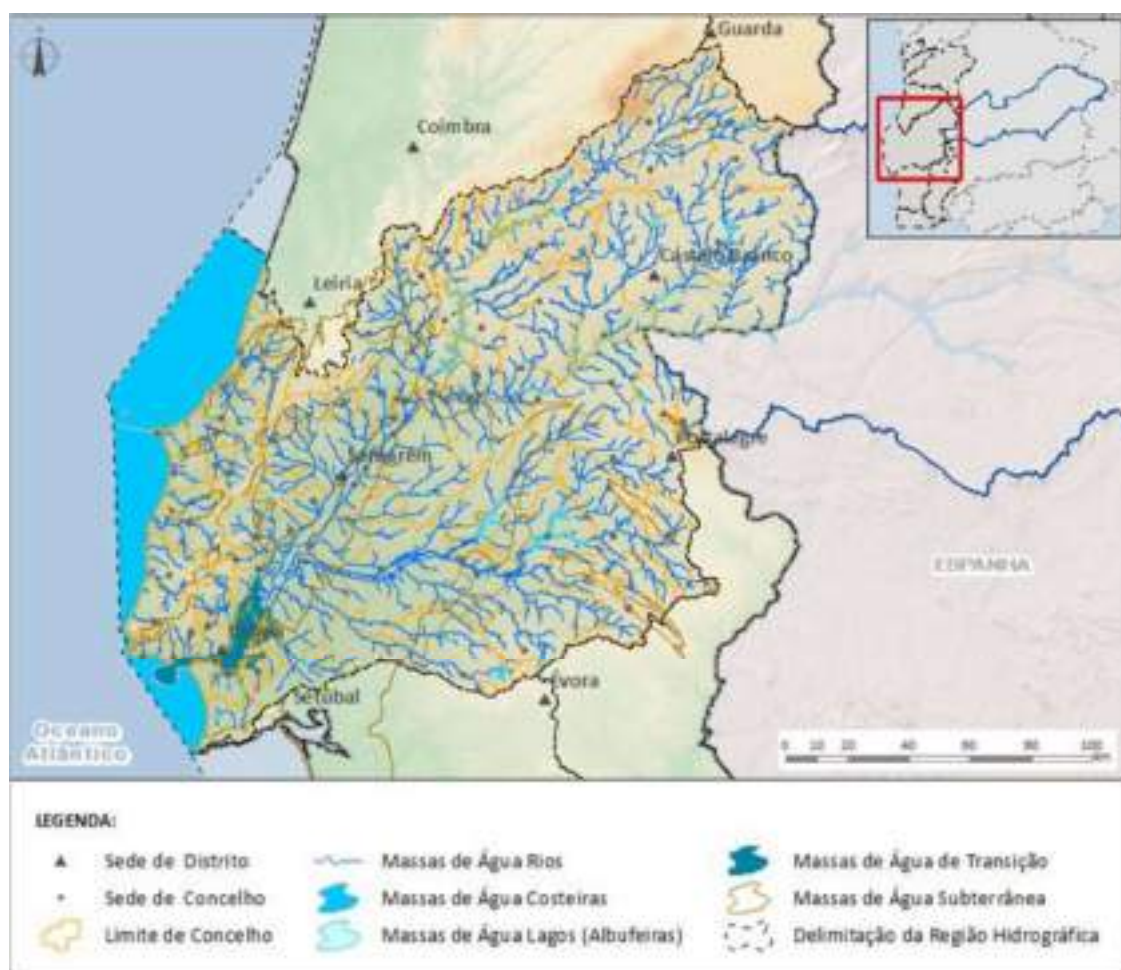 Guarda
Coimbra
Castelo Branco
Leiria
Portalegre
Santarém
ESPANHA
Évora
Setúbal
Oceano
Atlântico
0 10 20 40 60 80 100
km
LEGENDA:
Sede de Distrito
Massas de Água Rios
Massas de Água de Transição
Sede de Concelho
Massas de Água Costeiras
Massas de Água Subterrânea
Limite de Concelho
Massas de Água Lagos (Albufeiras)
Delimitação da Região Hidrográfica